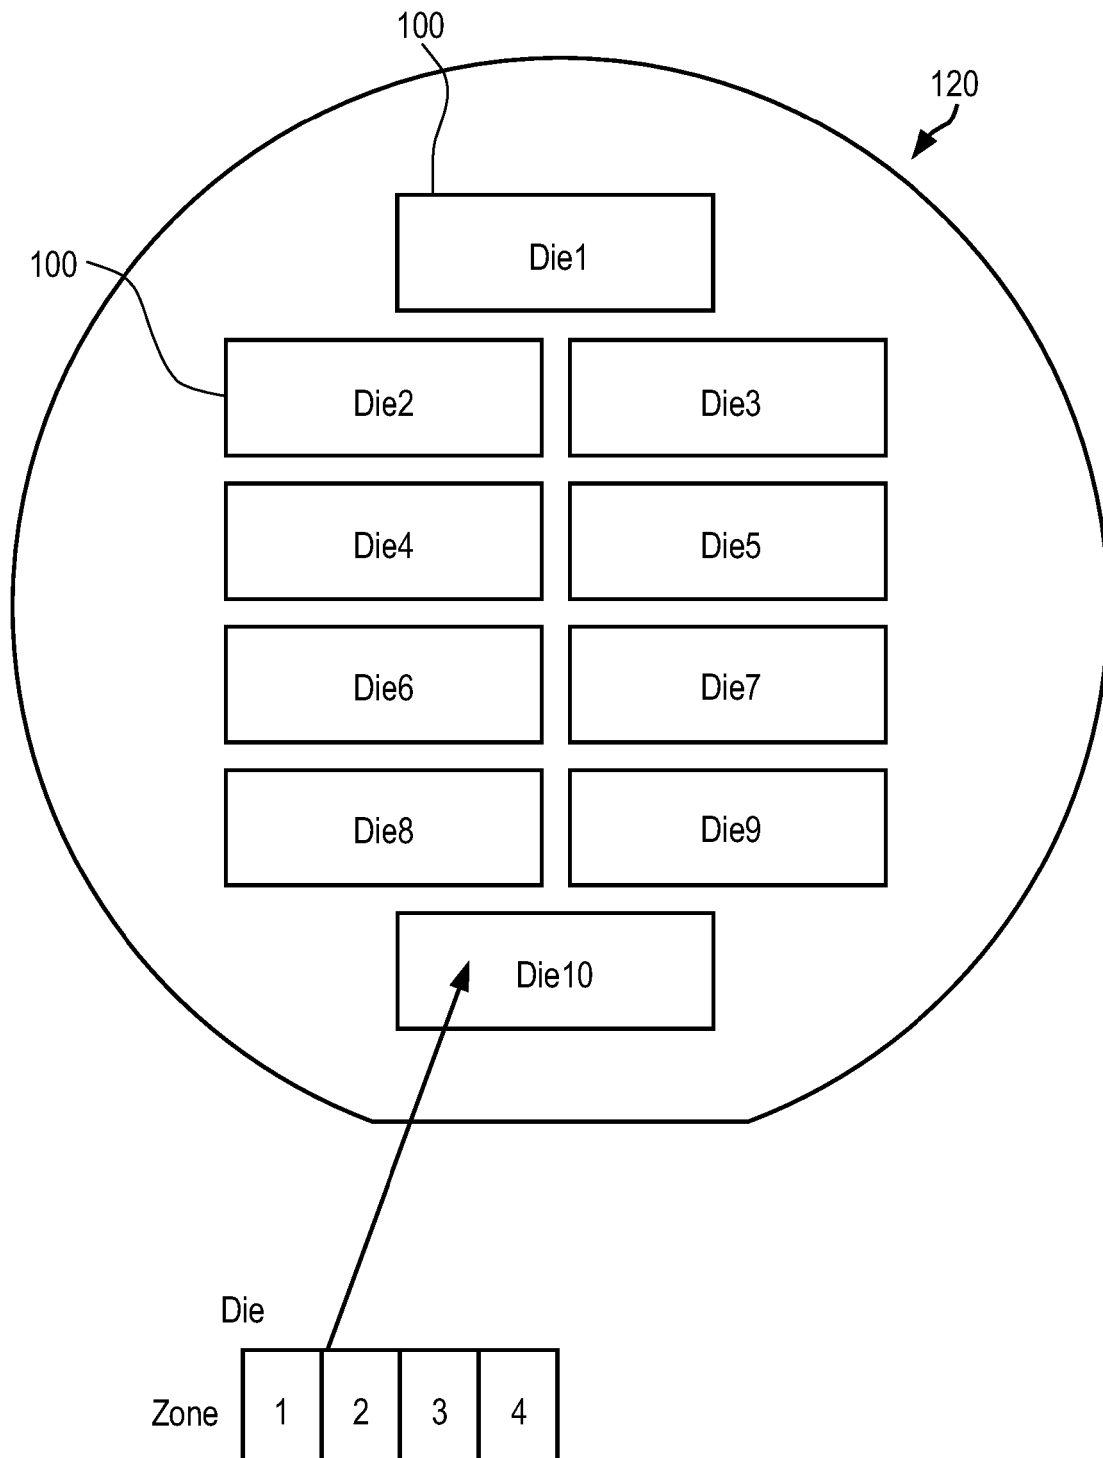 100
120
Die1
100
Die2 Die3
Die4 Die5
Die6 Die7
Die8 Die9
Die10
Die
Zone 1 2 3 4